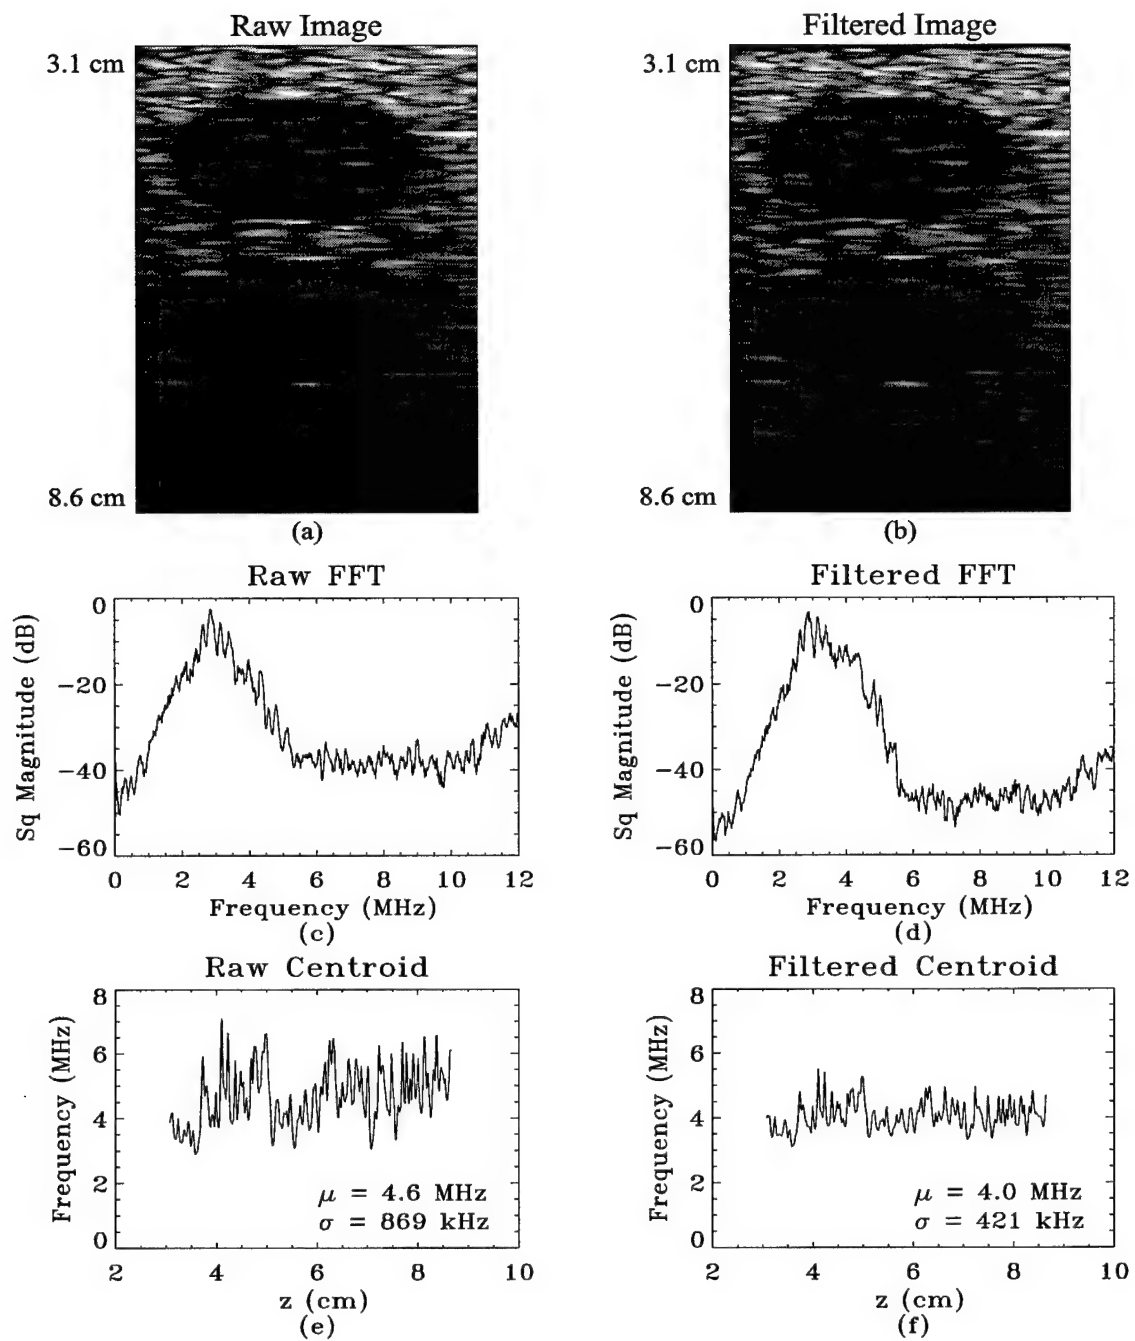 Raw Image
Filtered Image
3.1 cm
3.1 cm
8.6 cm
8.6 cm
(a)
(b)
Raw FFT
Filtered FFT
Sq Magnitude (dB)
0
-20
-40
-60
0 2 4 6 8 10 12
Frequency (MHz)
(c)
Sq Magnitude (dB)
0
-20
-40
-60
0 2 4 6 8 10 12
Frequency (MHz)
(d)
Raw Centroid
Filtered Centroid
Frequency (MHz)
8
6
4
2
0
μ = 4.6 MHz
σ = 869 kHz
2 4 6 8 10
z (cm)
(e)
Frequency (MHz)
8
6
4
2
0
μ = 4.0 MHz
σ = 421 kHz
2 4 6 8 10
z (cm)
(f)